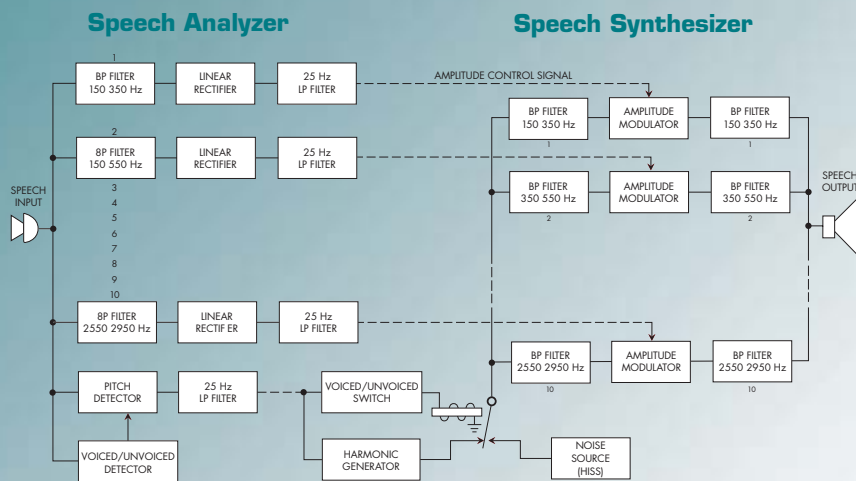 Speech Analyzer
Speech Synthesizer
1
BP FILTER
150 350 Hz
LINEAR
RECTIFIER
25 Hz
LP FILTER
AMPLITUDE CONTROL SIGNAL
BP FILTER
150 350 Hz
1
AMPLITUDE
MODULATOR
BP FILTER
150 350 Hz
1
2
8P FILTER
150 550 Hz
LINEAR
RECTIFIER
25 Hz
LP FILTER
BP FILTER
350 550 Hz
2
AMPLITUDE
MODULATOR
BP FILTER
350 550 Hz
2
SPEECH
INPUT
SPEECH
OUTPUT
3
4
5
6
7
8
9
10
8P FILTER
2550 2950 Hz
LINEAR
RECTIF ER
25 Hz
LP FILTER
BP FILTER
2550 2950 Hz
10
AMPLITUDE
MODULATOR
BP FILTER
2550 2950 Hz
10
PITCH
DETECTOR
25 Hz
LP FILTER
VOICED/UNVOICED
SWITCH
VOICED/UNVOICED
DETECTOR
HARMONIC
GENERATOR
NOISE
SOURCE
(HISS)